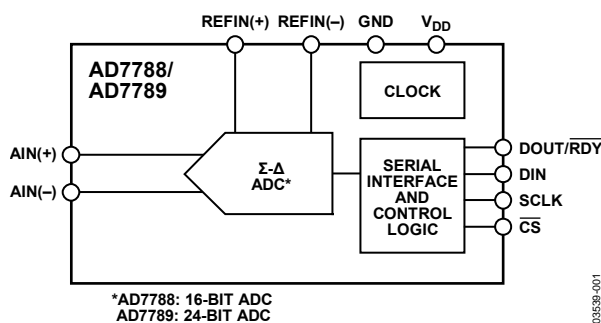 REFIN(+) REFIN(–) GND VDD
AD7788/
AD7789
CLOCK
AIN(+)
AIN(–)
Σ-Δ
ADC*
SERIAL
INTERFACE
AND
CONTROL
LOGIC
DOUT/RDY
DIN
SCLK
CS
*AD7788: 16-BIT ADC
AD7789: 24-BIT ADC
03539-001